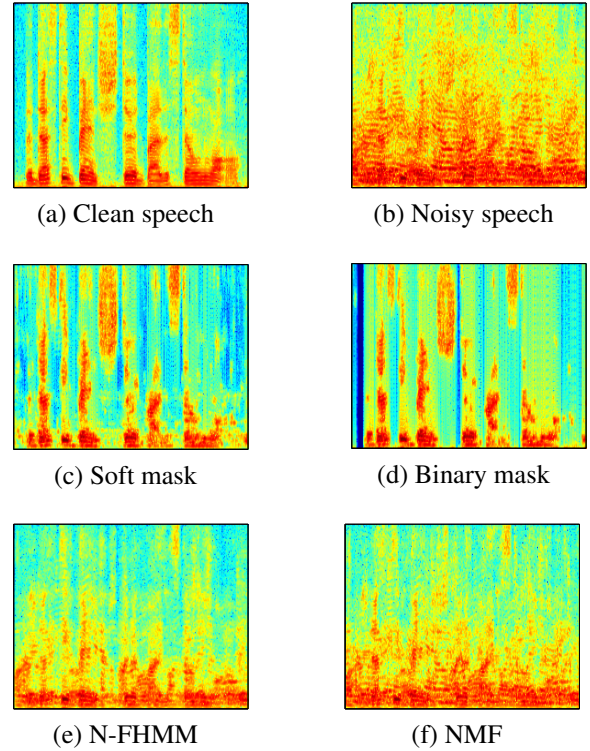 (a) Clean speech
(b) Noisy speech
(c) Soft mask
(d) Binary mask
(e) N-FHMM
(f) NMF